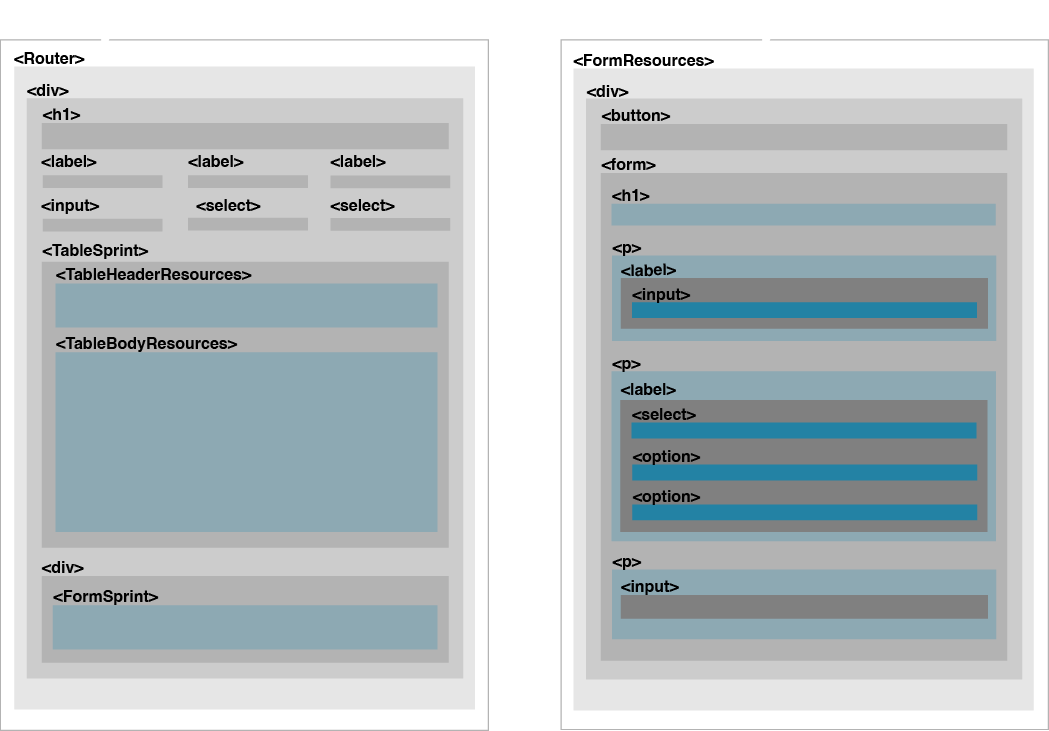 <Router>
<div>
<h1>
<label> <label> <label>
<input> <select> <select>
<TableSprint>
<TableHeaderResources>
<TableBodyResources>
<div>
<FormSprint>
<FormResources>
<div>
<button>
<form>
<h1>
<p>
<label>
<input>
<p>
<label>
<select>
<option>
<option>
<p>
<input>